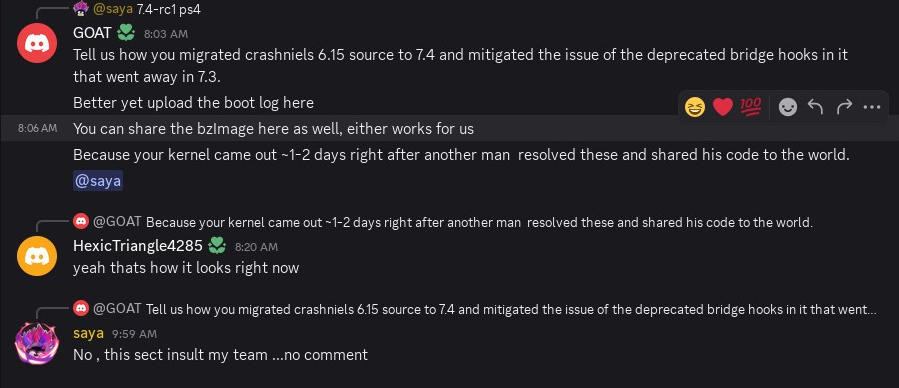 @saya 7.4-rc1 ps4
GOAT 8:03 AM
Tell us how you migrated crashniels 6.15 source to 7.4 and mitigated the issue of the deprecated bridge hooks in it
that went away in 7.3.
Better yet upload the boot log here
8:06 AM You can share the bzImage here as well, either works for us
Because your kernel came out ~1-2 days right after another man resolved these and shared his code to the world.
@saya
@GOAT Because your kernel came out ~1-2 days right after another man resolved these and shared his code to the world.
HexicTriangle4285 8:20 AM
yeah thats how it looks right now
@GOAT Tell us how you migrated crashniels 6.15 source to 7.4 and mitigated the issue of the deprecated bridge hooks in it that went...
saya 9:59 AM
No , this sect insult my team ...no comment